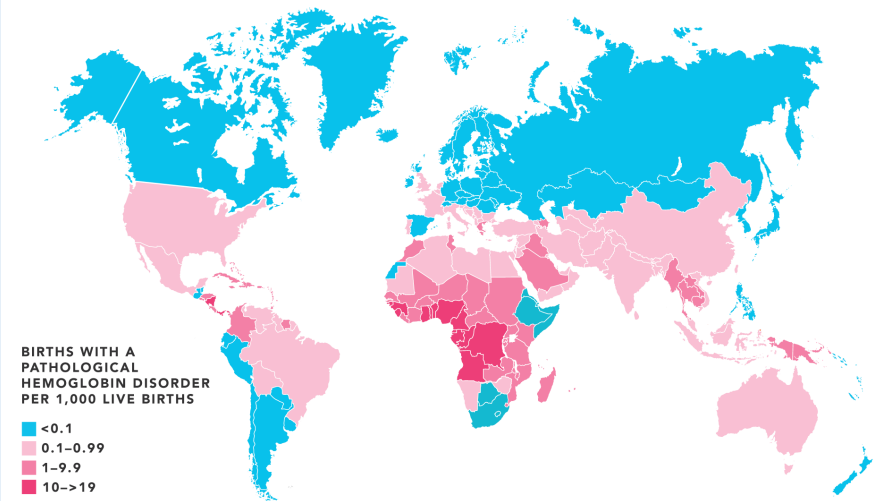 BIRTHS WITH A
PATHOLOGICAL
HEMOGLOBIN DISORDER
PER 1,000 LIVE BIRTHS
<0.1
0.1–0.99
1–9.9
10–>19